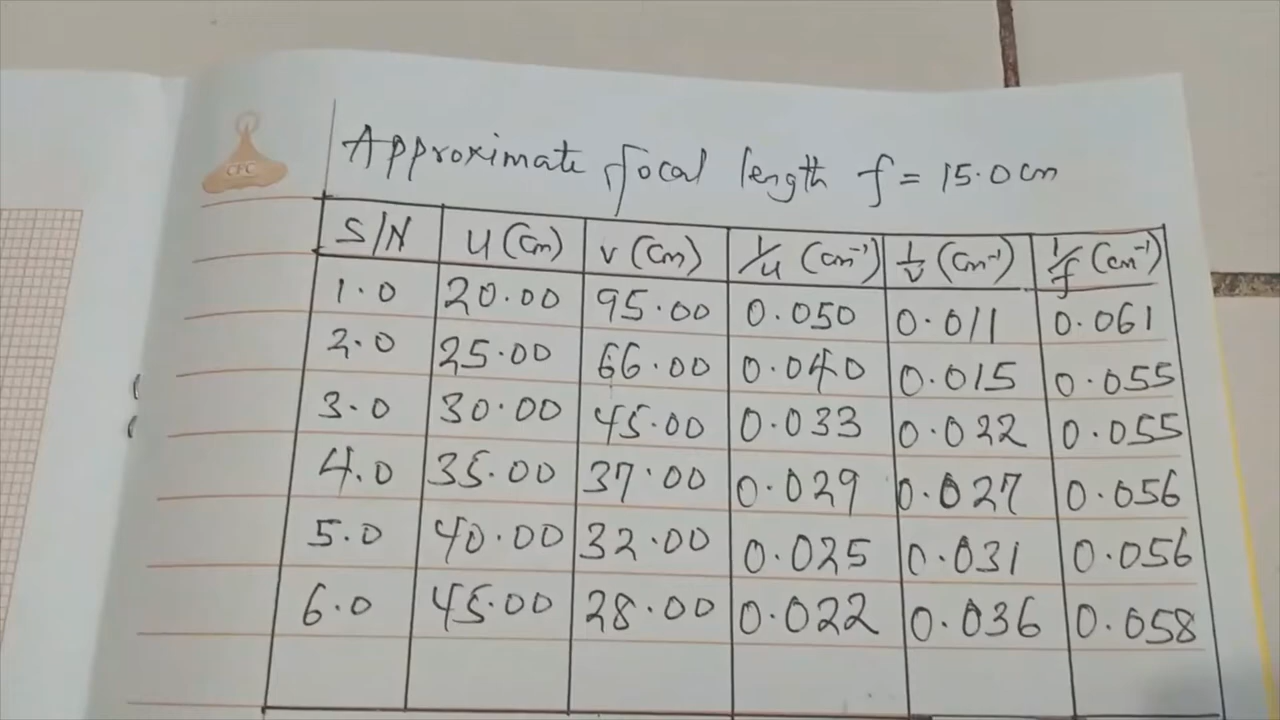 CFC
Approximate focal length f = 15.0cm
S/N U(cm) v(cm) 1/u (cm⁻¹) 1/v (cm⁻¹) 1/f (cm⁻¹)
1.0 20.00 95.00 0.050 0.011 0.061
2.0 25.00 66.00 0.040 0.015 0.055
3.0 30.00 45.00 0.033 0.022 0.055
4.0 35.00 37.00 0.029 0.027 0.056
5.0 40.00 32.00 0.025 0.031 0.056
6.0 45.00 28.00 0.022 0.036 0.058